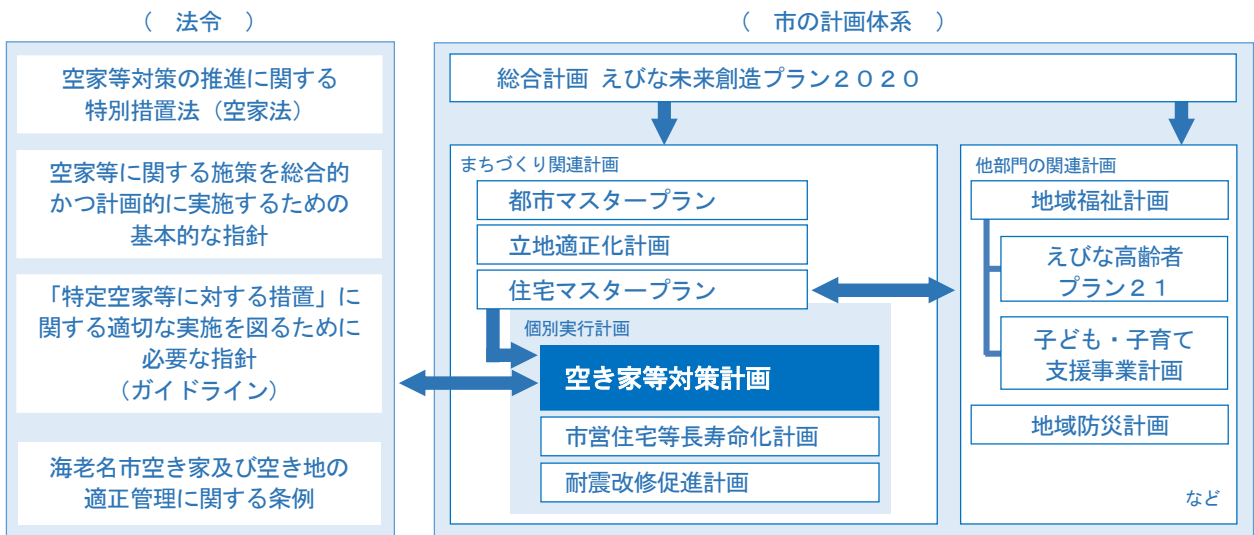 （　法令　）
空家等対策の推進に関する
特別措置法（空家法）
空家等に関する施策を総合的
かつ計画的に実施するための
基本的な指針
「特定空家等に対する措置」に
関する適切な実施を図るために
必要な指針
（ガイドライン）
海老名市空き家及び空き地の
適正管理に関する条例
（　市の計画体系　）
総合計画 えびな未来創造プラン２０２０
まちづくり関連計画
都市マスタープラン
立地適正化計画
住宅マスタープラン
個別実行計画
空き家等対策計画
市営住宅等長寿命化計画
耐震改修促進計画
他部門の関連計画
地域福祉計画
えびな高齢者
プラン２１
子ども・子育て
支援事業計画
地域防災計画
など